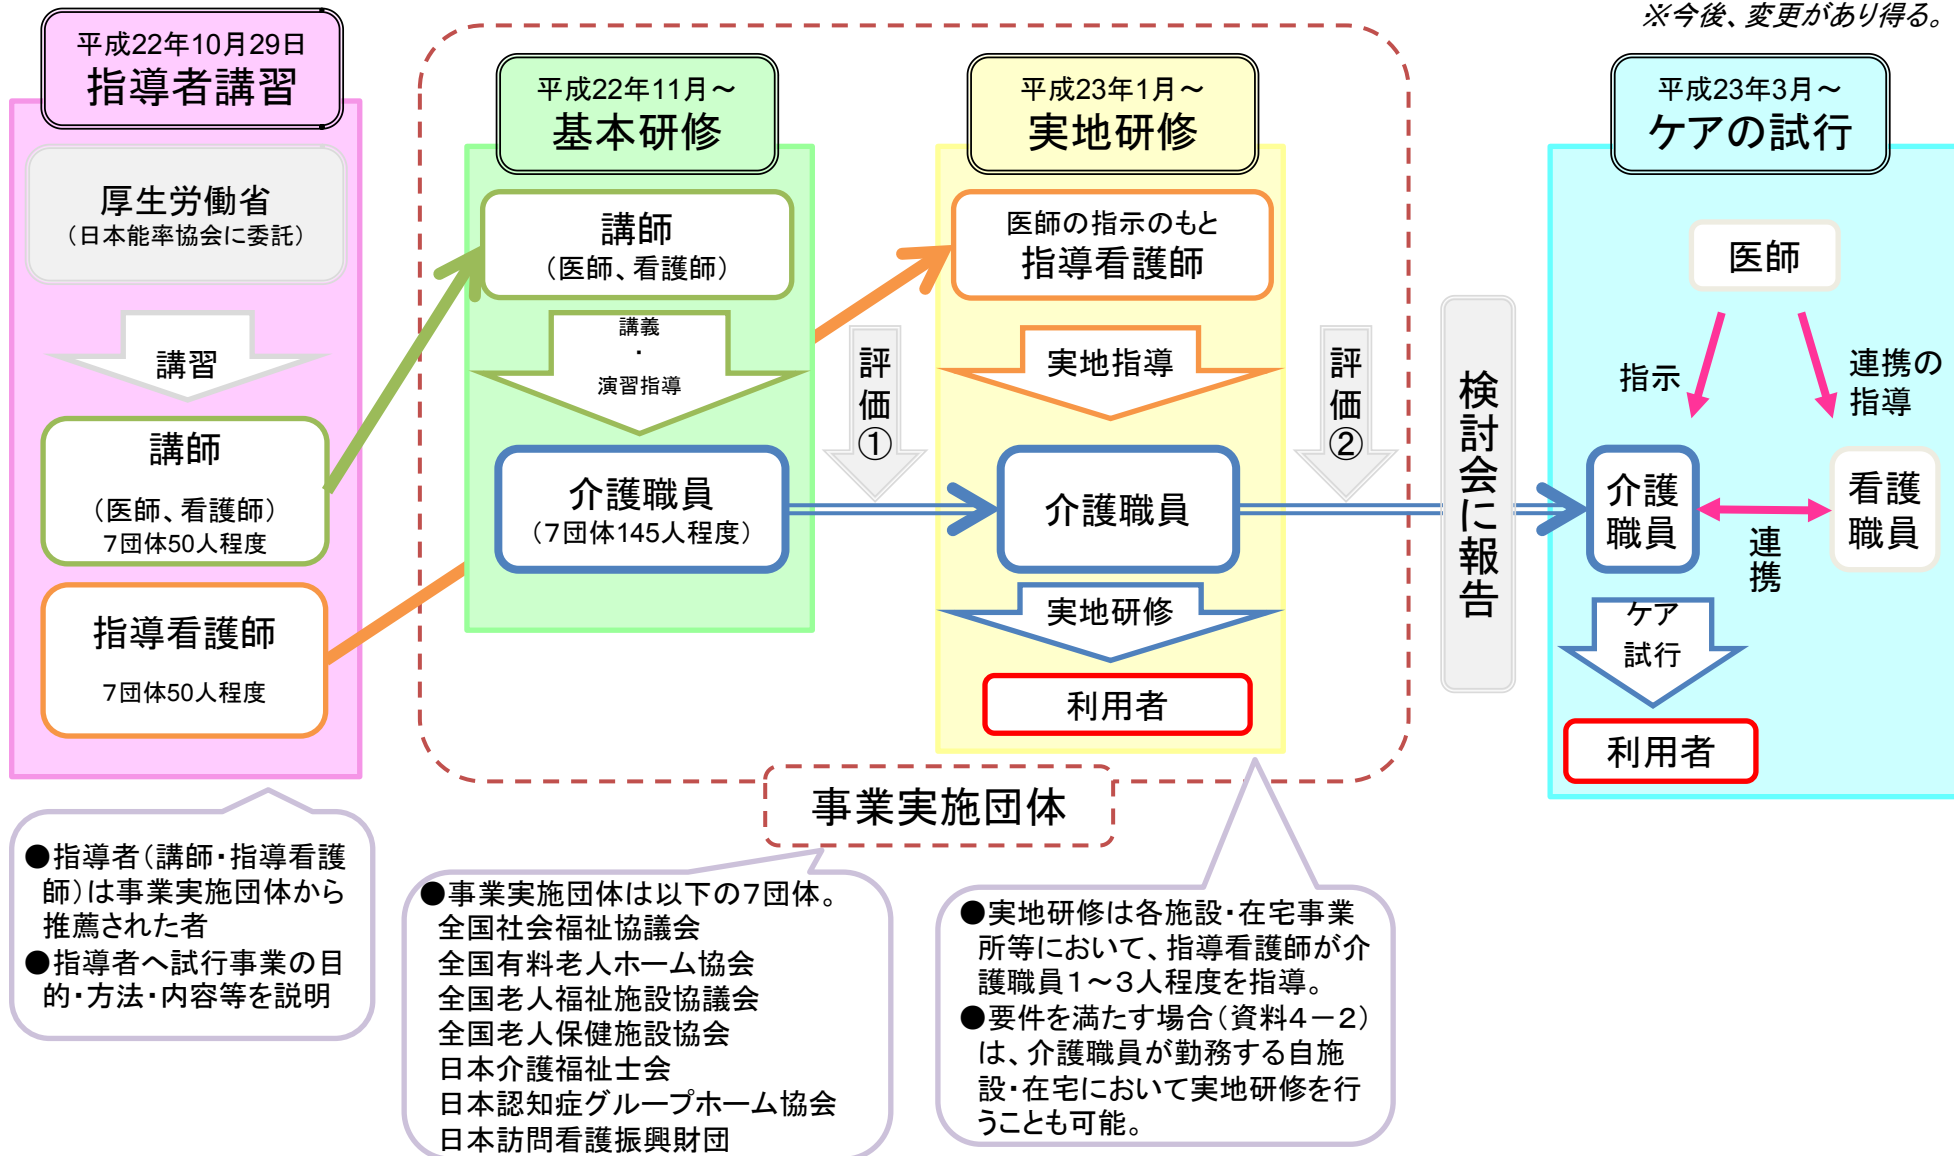 ※今後、変更があり得る。
平成22年10月29日
指導者講習
厚生労働省
（日本能率協会に委託）
講習
講師
（医師、看護師）
７団体50人程度
指導看護師
７団体50人程度
平成22年11月～
基本研修
講師
（医師、看護師）
講義
・
演習指導
介護職員
（７団体145人程度）
評価①
平成23年1月～
実地研修
医師の指示のもと
指導看護師
実地指導
介護職員
実地研修
利用者
評価②
検討会に報告
平成23年3月～
ケアの試行
医師
指示
連携の
指導
介護
職員
看護
職員
連携
ケア
試行
利用者
事業実施団体
●指導者（講師・指導看護
師）は事業実施団体から
推薦された者
●指導者へ試行事業の目
的・方法・内容等を説明
●事業実施団体は以下の７団体。
全国社会福祉協議会
全国有料老人ホーム協会
全国老人福祉施設協議会
全国老人保健施設協会
日本介護福祉士会
日本認知症グループホーム協会
日本訪問看護振興財団
●実地研修は各施設・在宅事業
所等において、指導看護師が介
護職員１～３人程度を指導。
●要件を満たす場合（資料４－２）
は、介護職員が勤務する自施
設・在宅において実地研修を行
うことも可能。